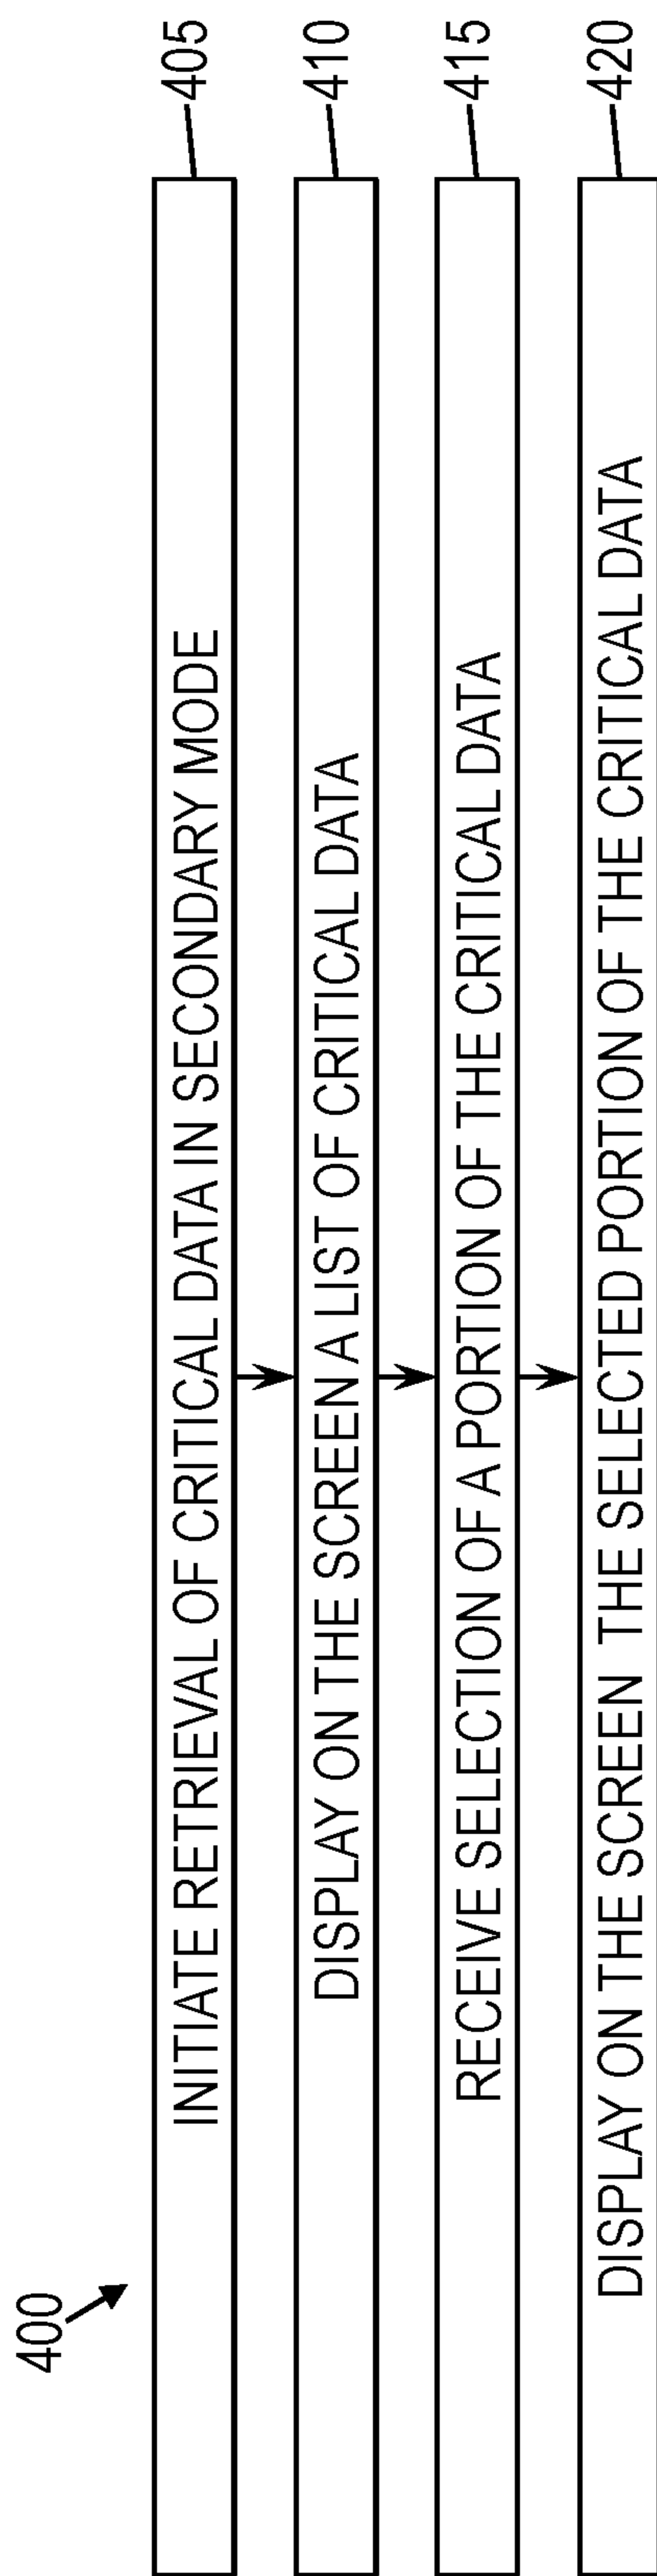 400
INITIATE RETRIEVAL OF CRITICAL DATA IN SECONDARY MODE
405
DISPLAY ON THE SCREEN A LIST OF CRITICAL DATA
410
RECEIVE SELECTION OF A PORTION OF THE CRITICAL DATA
415
DISPLAY ON THE SCREEN THE SELECTED PORTION OF THE CRITICAL DATA
420